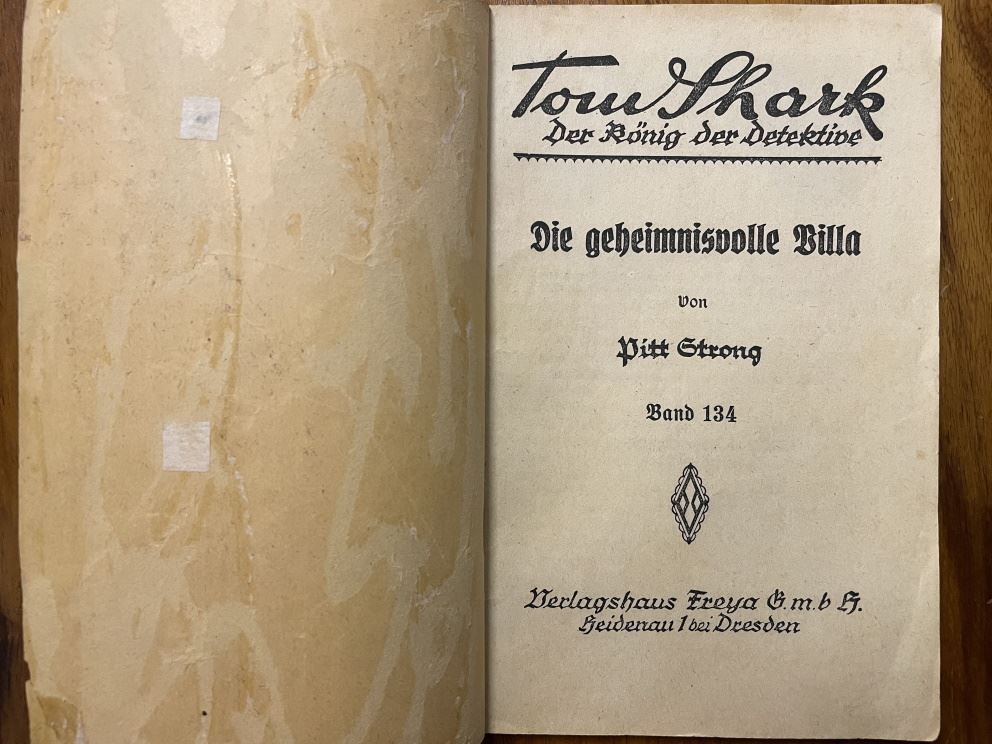 Tom Shark
Der König der Detektive
Die geheimnisvolle Villa
von
Pitt Strong
Band 134
Verlagshaus Freya G.m.b H.
Heidenau 1 bei Dresden